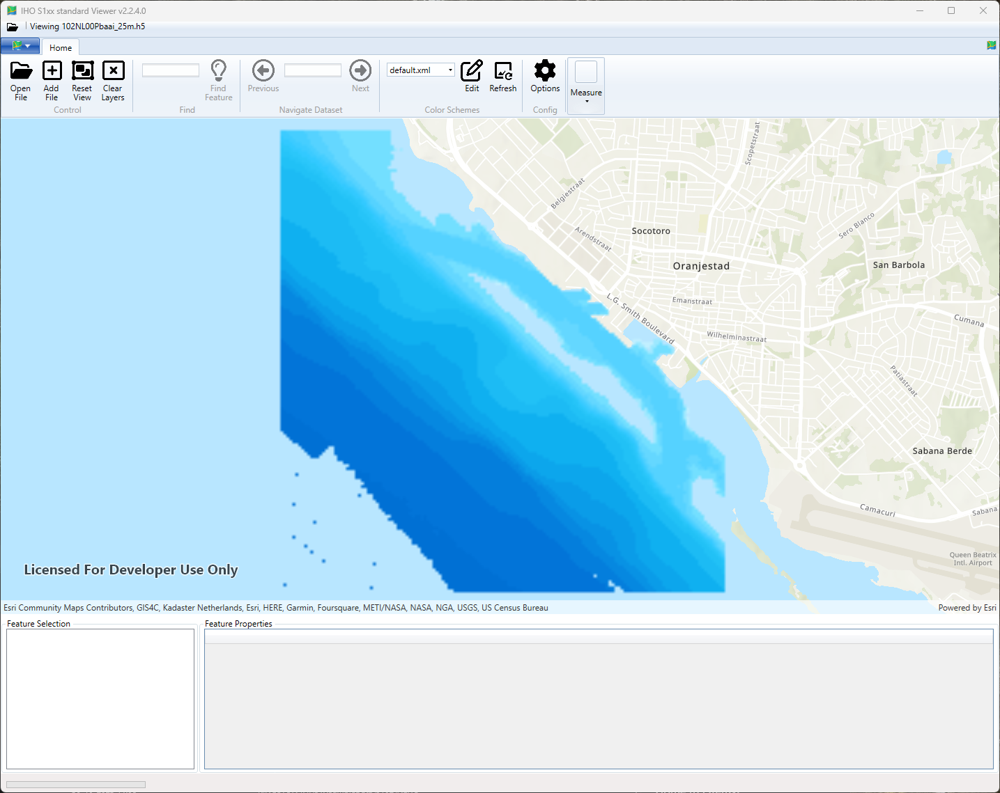 IHO S1xx standard Viewer v2.2.4.0
Viewing 102NL00Pbaai_25m.h5
Home
Open File
Add File
Reset View
Clear Layers
Control
Find Feature
Find
Previous
Next
Navigate Dataset
default.xml
Edit
Refresh
Color Schemes
Options
Config
Measure
Scopetstraat
Belgiestraat
Arendstraat
Socotoro
Sero Blanco
Oranjestad
San Barbola
L.G. Smith Boulevard
Emanstraat
Cumana
Wilhelminastraat
Patiastraat
Sabana Berde
Camacuri
Sabana
Queen Beatrix
Intl. Airport
Licensed For Developer Use Only
Esri Community Maps Contributors, GIS4C, Kadaster Netherlands, Esri, HERE, Garmin, Foursquare, METI/NASA, NASA, NGA, USGS, US Census Bureau
Powered by Esri
Feature Selection
Feature Properties